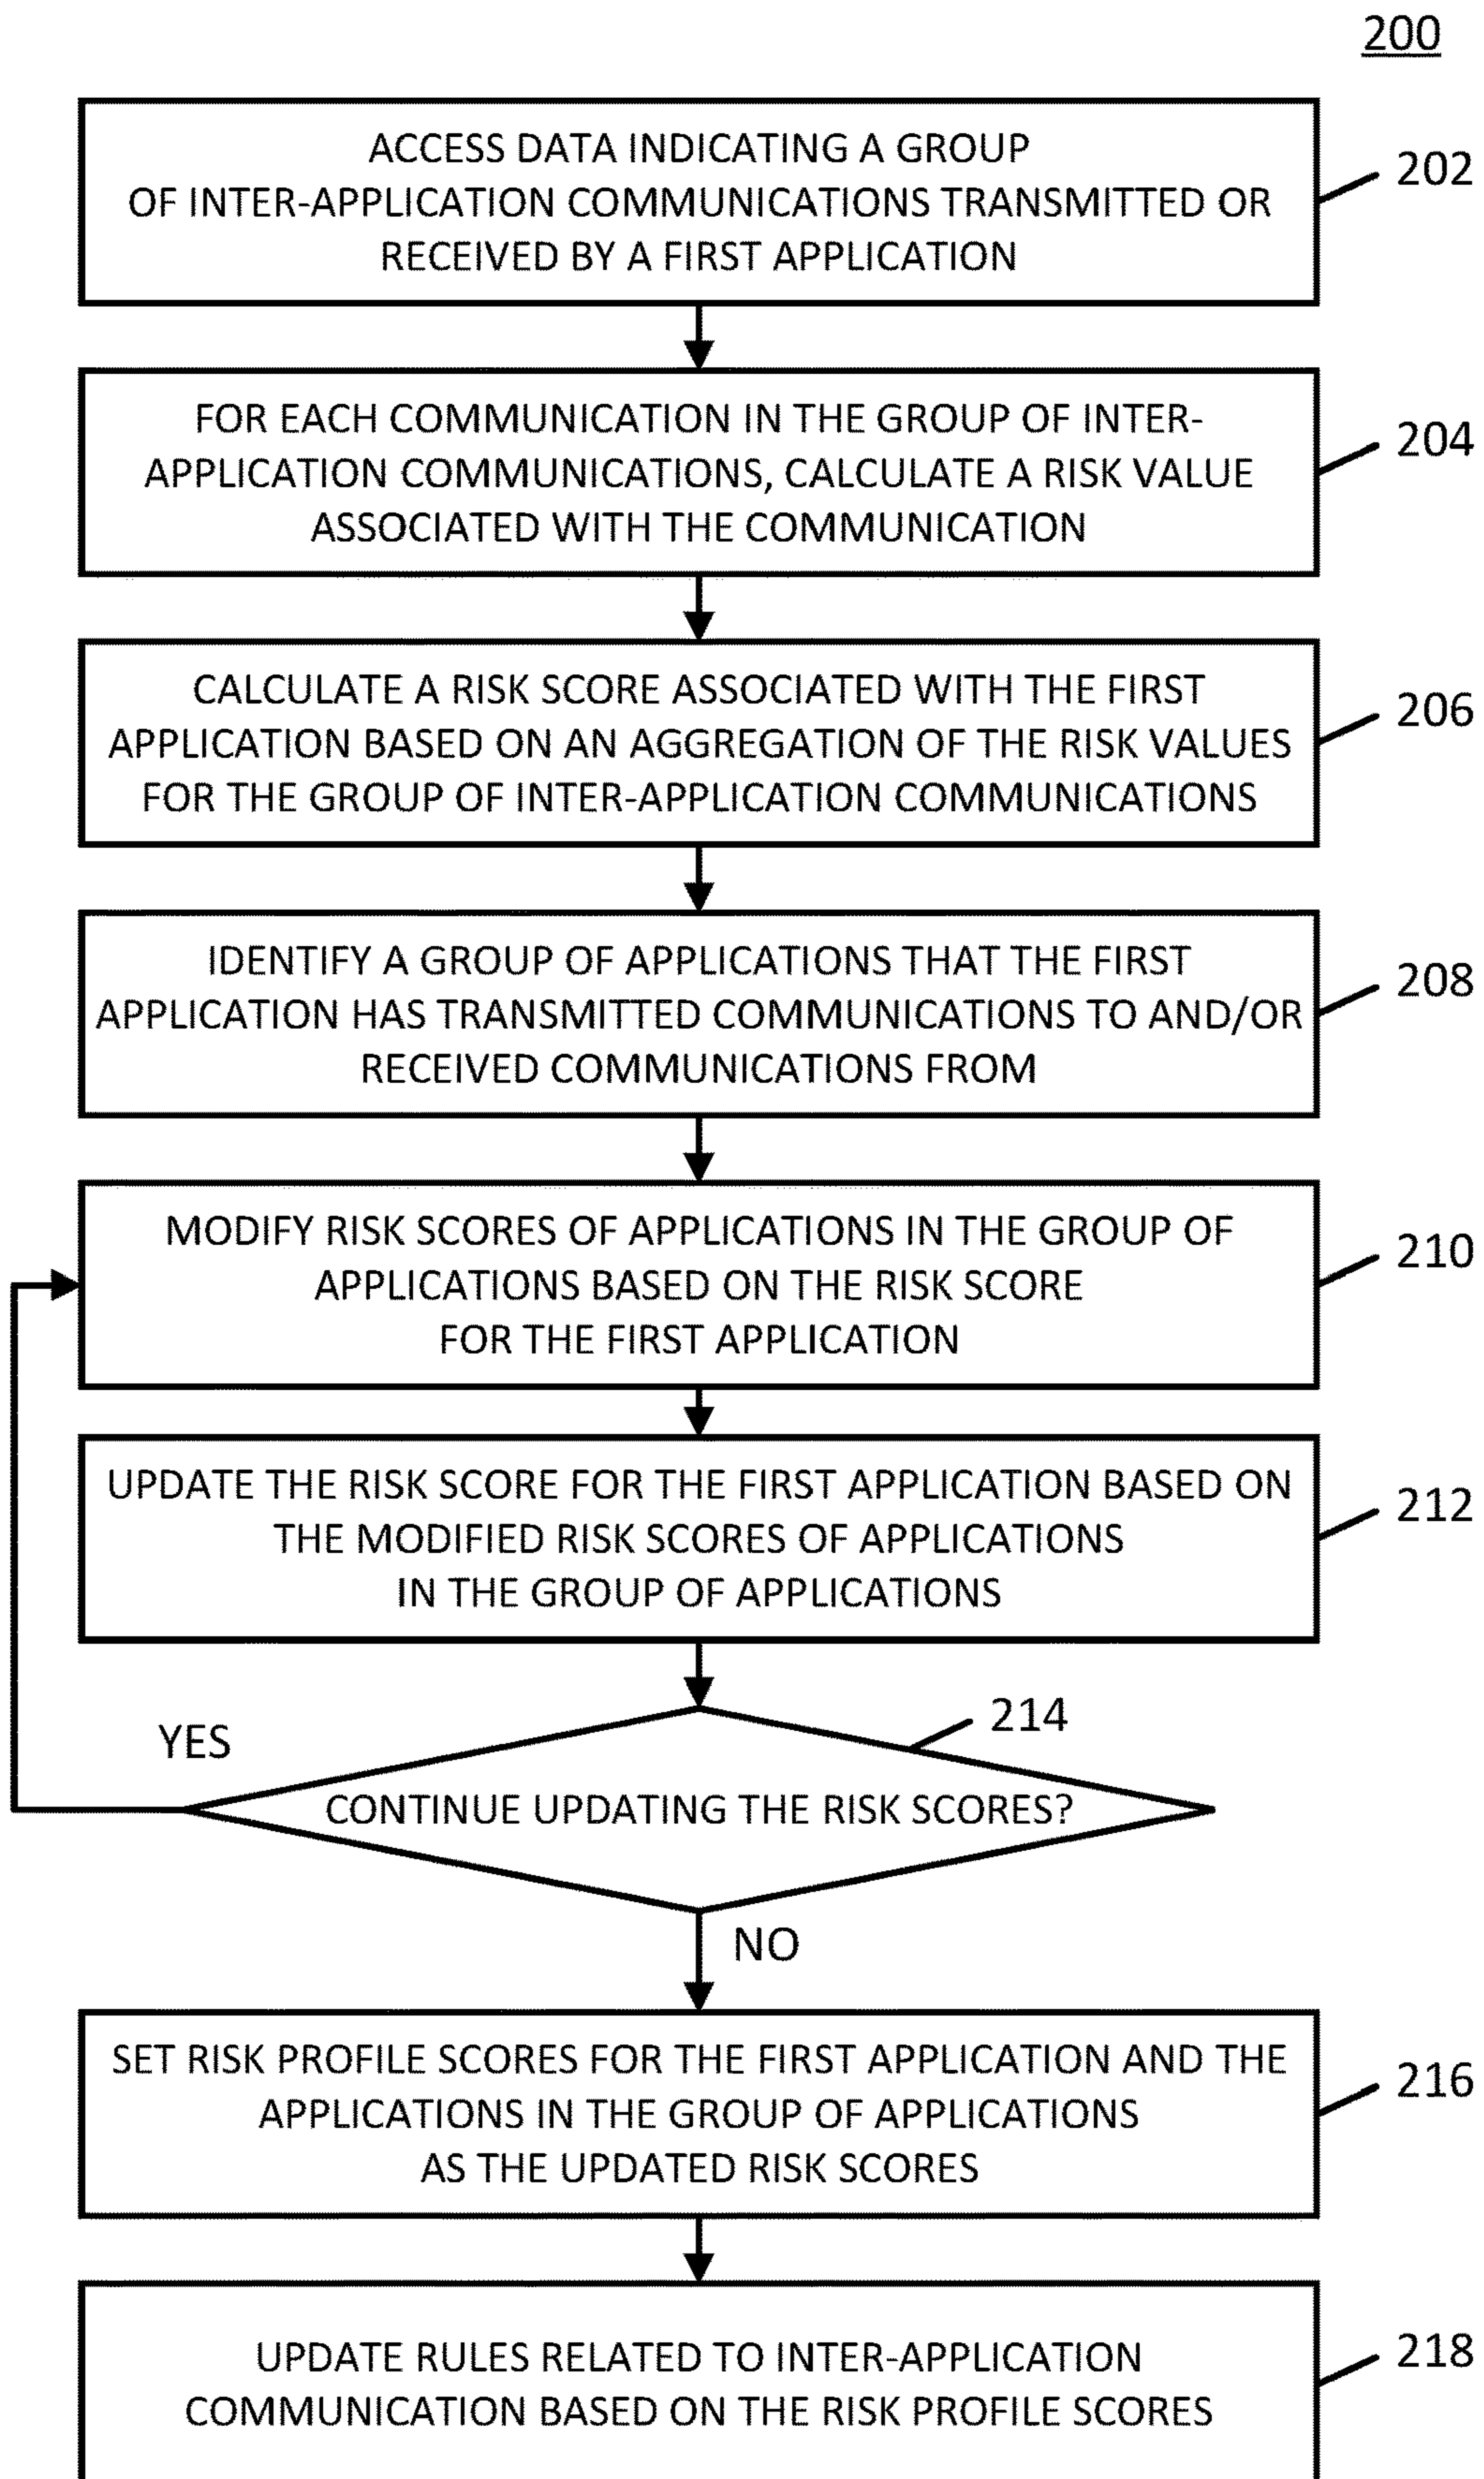 200
ACCESS DATA INDICATING A GROUP
OF INTER-APPLICATION COMMUNICATIONS TRANSMITTED OR
RECEIVED BY A FIRST APPLICATION
202
FOR EACH COMMUNICATION IN THE GROUP OF INTER-
APPLICATION COMMUNICATIONS, CALCULATE A RISK VALUE
ASSOCIATED WITH THE COMMUNICATION
204
CALCULATE A RISK SCORE ASSOCIATED WITH THE FIRST
APPLICATION BASED ON AN AGGREGATION OF THE RISK VALUES
FOR THE GROUP OF INTER-APPLICATION COMMUNICATIONS
206
IDENTIFY A GROUP OF APPLICATIONS THAT THE FIRST
APPLICATION HAS TRANSMITTED COMMUNICATIONS TO AND/OR
RECEIVED COMMUNICATIONS FROM
208
MODIFY RISK SCORES OF APPLICATIONS IN THE GROUP OF
APPLICATIONS BASED ON THE RISK SCORE
FOR THE FIRST APPLICATION
210
UPDATE THE RISK SCORE FOR THE FIRST APPLICATION BASED ON
THE MODIFIED RISK SCORES OF APPLICATIONS
IN THE GROUP OF APPLICATIONS
212
214
YES
CONTINUE UPDATING THE RISK SCORES?
NO
SET RISK PROFILE SCORES FOR THE FIRST APPLICATION AND THE
APPLICATIONS IN THE GROUP OF APPLICATIONS
AS THE UPDATED RISK SCORES
216
UPDATE RULES RELATED TO INTER-APPLICATION
COMMUNICATION BASED ON THE RISK PROFILE SCORES
218